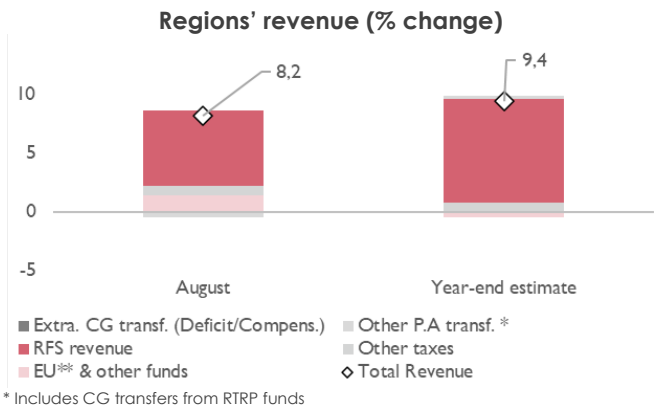 Regions' revenue (% change)
8,2
9,4
10
5
0
-5
August
Year-end estimate
Extra. CG transf. (Deficit/Compens.)
Other P.A transf. *
RFS revenue
Other taxes
EU** & other funds
Total Revenue
* Includes CG transfers from RTRP funds